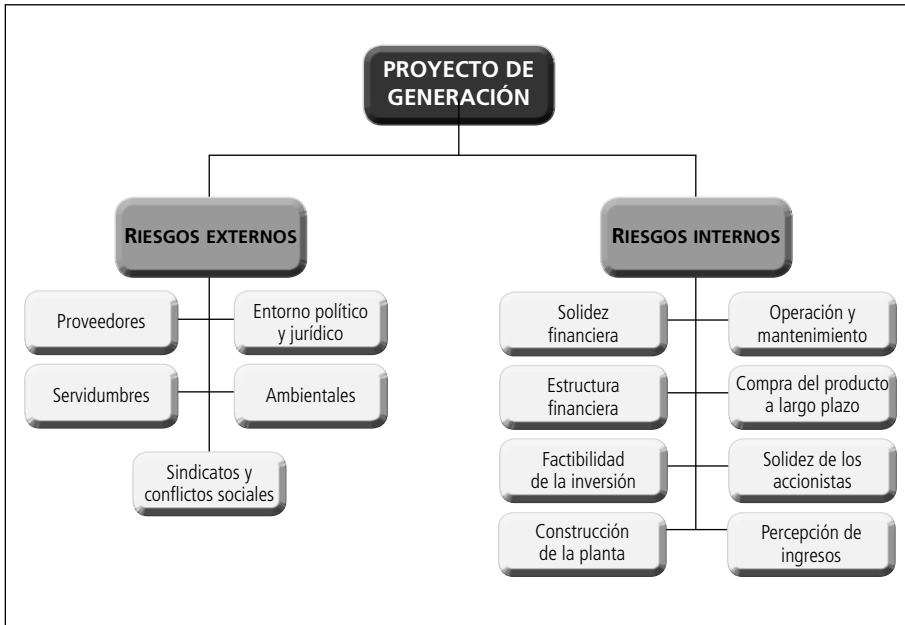 PROYECTO DE
GENERACIÓN
RIESGOS EXTERNOS
Proveedores
Entorno político
y jurídico
Servidumbres
Ambientales
Sindicatos y
conflictos sociales
RIESGOS INTERNOS
Solidez
financiera
Operación y
mantenimiento
Estructura
financiera
Compra del producto
a largo plazo
Factibilidad
de la inversión
Solidez de los
accionistas
Construcción
de la planta
Percepción de
ingresos